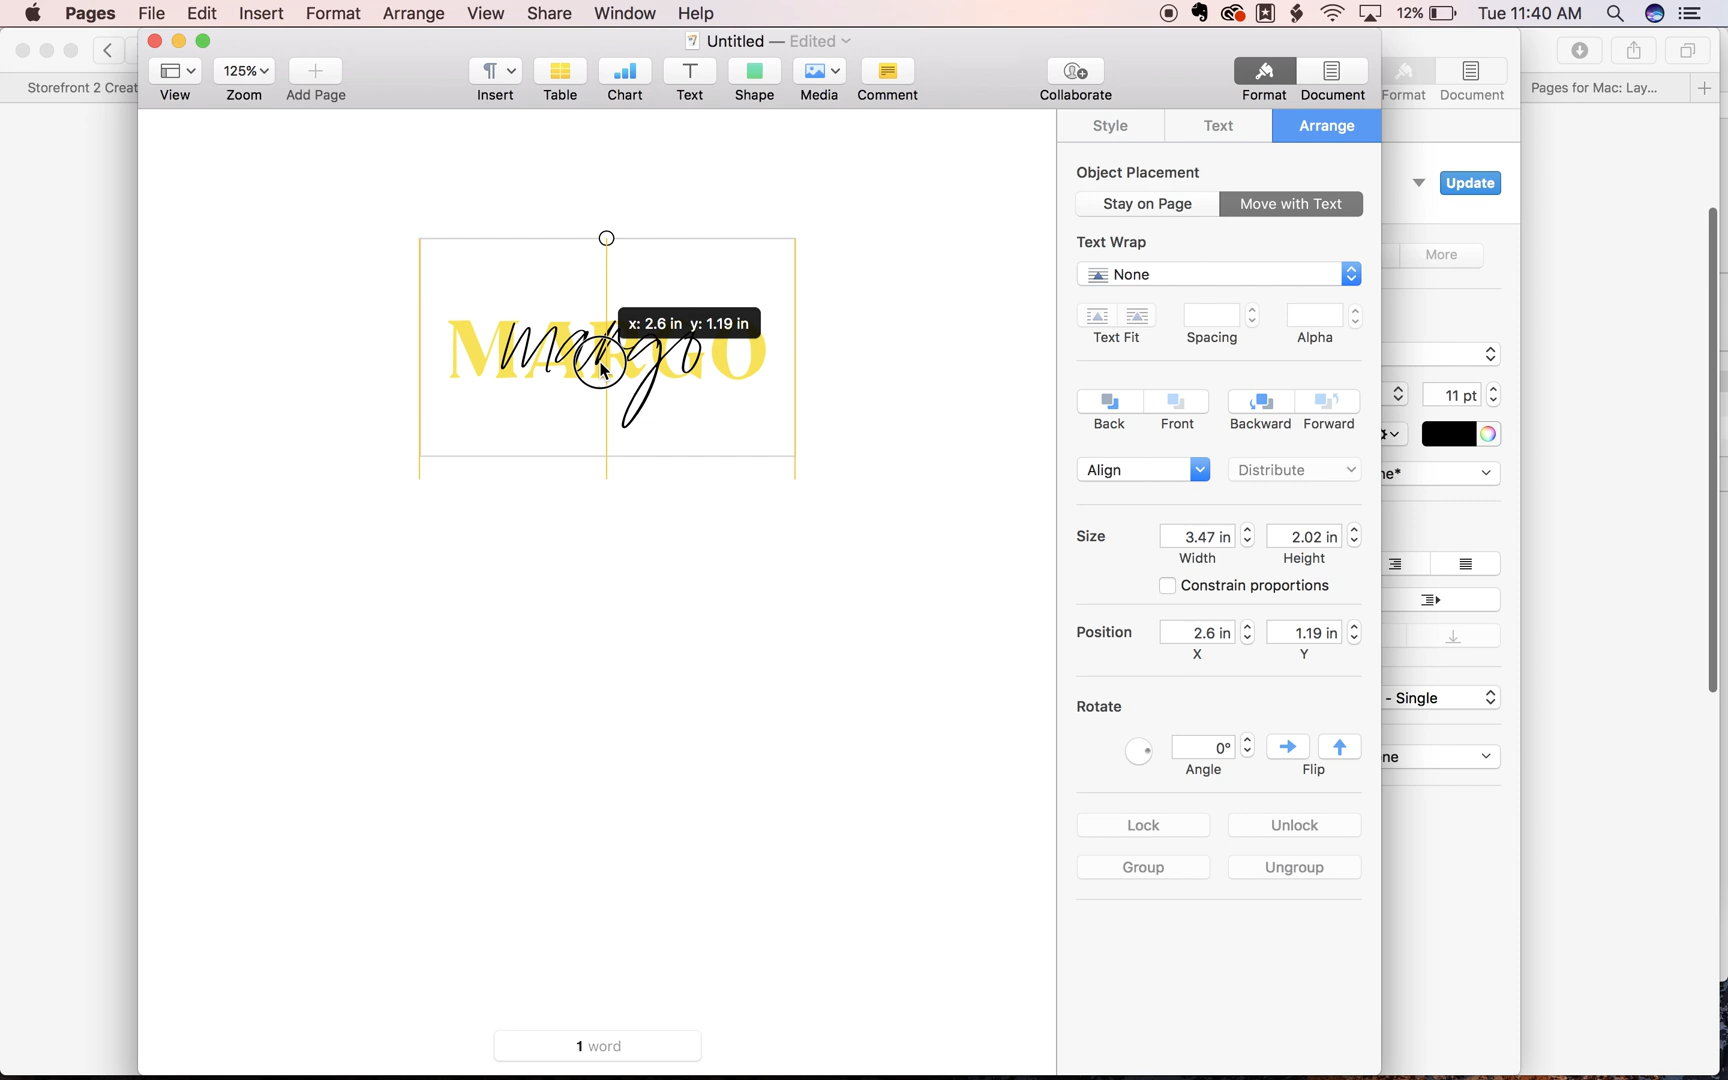 Pages File Edit Insert Format Arrange View Share Window Help 12% Tue 11:40 AM
Untitled — Edited
125%
View Zoom Add Page Insert Table Chart Text Shape Media Comment Collaborate Format Document Format Document
Storefront 2 Creat
Pages for Mac: Lay...
Style Text Arrange
Object Placement
Stay on Page Move with Text
Update
Text Wrap
None
More
Text Fit Spacing Alpha
MANGO
mango
x: 2.6 in y: 1.19 in
11 pt
Back Front Backward Forward
Align Distribute
ne*
Size 3.47 in 2.02 in
Width Height
Constrain proportions
Position 2.6 in 1.19 in
X Y
- Single
Rotate
0°
Angle Flip
ne
Lock Unlock
Group Ungroup
1 word